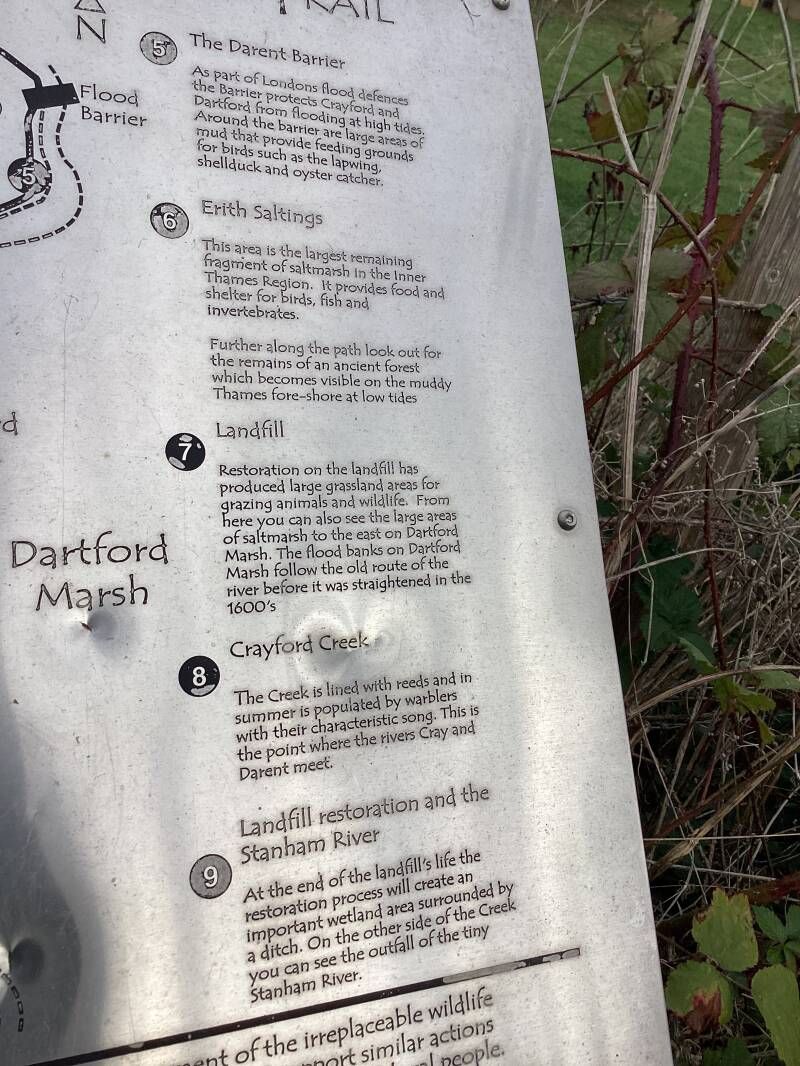 TRAIL
N
5
The Darent Barrier
As part of Londons flood defences
the Barrier protects Crayford and
Dartford from flooding at high tides.
Around the barrier are large areas of
mud that provide feeding grounds
for birds such as the lapwing,
shellduck and oyster catcher.
Flood
Barrier
5
6
Erith Saltings
This area is the largest remaining
fragment of saltmarsh in the Inner
Thames Region. It provides food and
shelter for birds, fish and
invertebrates.
Further along the path look out for
the remains of an ancient forest
which becomes visible on the muddy
Thames fore-shore at low tides
7
Landfill
Restoration on the landfill has
produced large grassland areas for
grazing animals and wildlife. From
here you can also see the large areas
of saltmarsh to the east on Dartford
Marsh. The flood banks on Dartford
Marsh follow the old route of the
river before it was straightened in the
1600's
Dartford
Marsh
8
Crayford Creek
The Creek is lined with reeds and in
summer is populated by warblers
with their characteristic song. This is
the point where the rivers Cray and
Darent meet.
9
Landfill restoration and the
Stanham River
At the end of the landfill's life the
restoration process will create an
important wetland area surrounded by
a ditch. On the other side of the Creek
you can see the outfall of the tiny
Stanham River.
of the irreplaceable wildlife
similar actions
people.